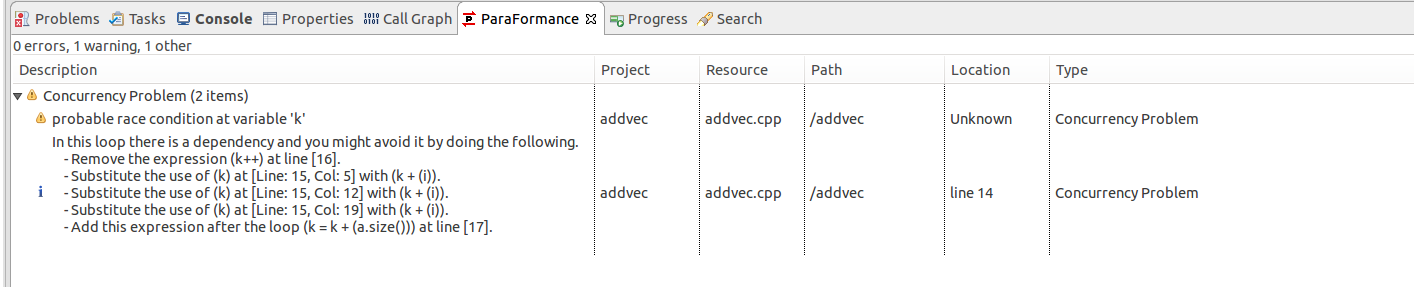 Problems Tasks Console Properties Call Graph ParaFormance Progress Search
0 errors, 1 warning, 1 other
Description Project Resource Path Location Type
Concurrency Problem (2 items)
probable race condition at variable 'k' addvec addvec.cpp /addvec Unknown Concurrency Problem
In this loop there is a dependency and you might avoid it by doing the following.
- Remove the expression (k++) at line [16].
- Substitute the use of (k) at [Line: 15, Col: 5] with (k + (i)).
- Substitute the use of (k) at [Line: 15, Col: 12] with (k + (i)). addvec addvec.cpp /addvec line 14 Concurrency Problem
- Substitute the use of (k) at [Line: 15, Col: 19] with (k + (i)).
- Add this expression after the loop (k = k + (a.size())) at line [17].